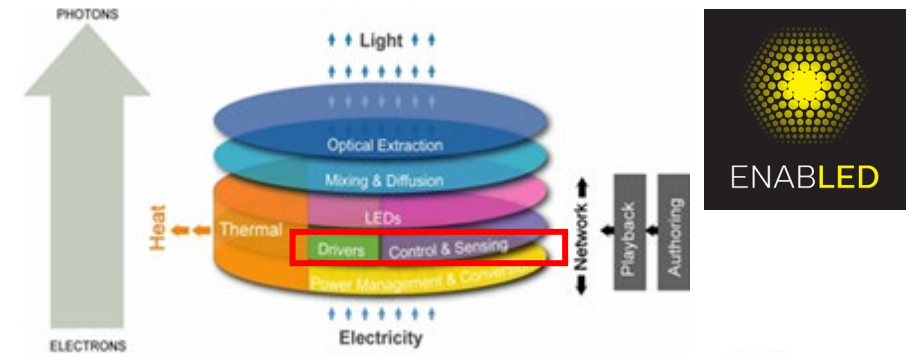 PHOTONS
Light
Optical Extraction
Mixing & Diffusion
LEDs
Heat
Thermal
Drivers
Control & Sensing
Power Management & Conversion
Electricity
ELECTRONS
Network
Playback
Authoring
ENABLED